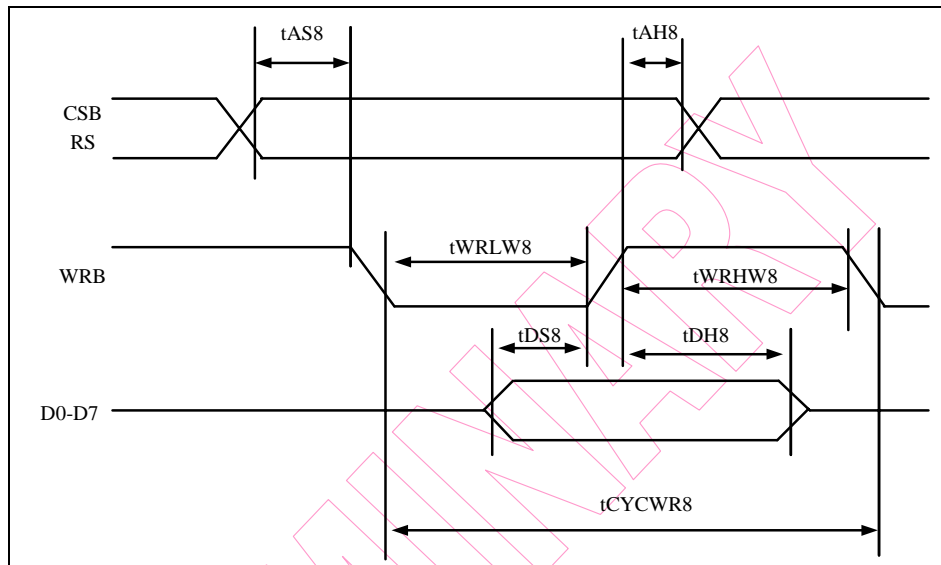 tAS8
tAH8
CSB
RS
WRB
tWRLW8
tWRHW8
tDS8
tDH8
D0-D7
tCYCWR8